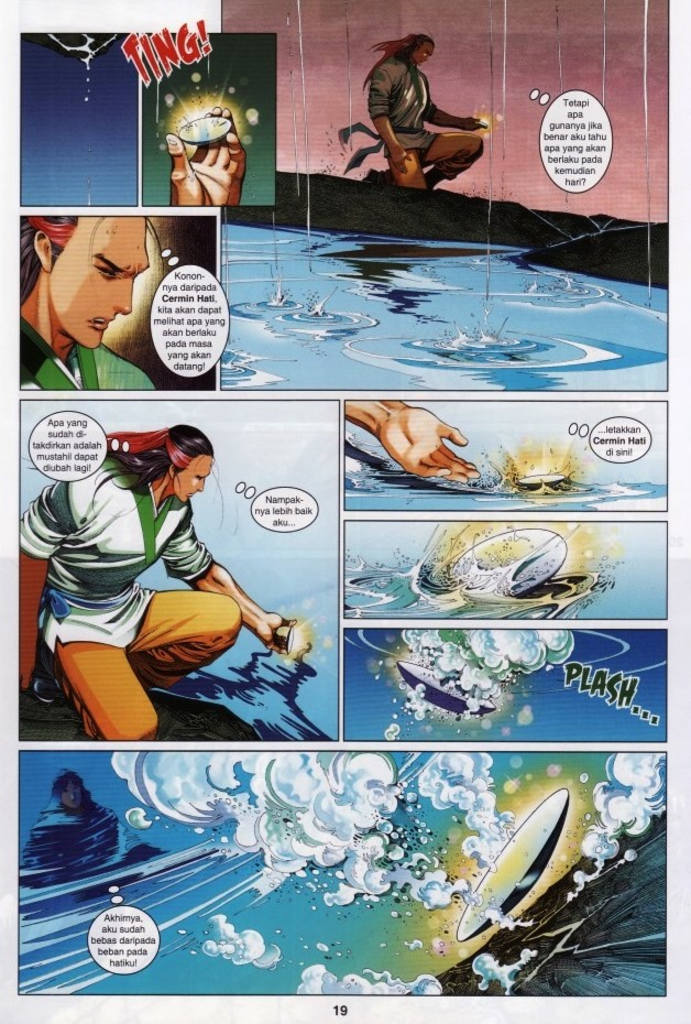 TING!
Konon-
nya daripada
Cermin Hati,
kita akan dapat
melihat apa yang
akan berlaku
pada masa
yang akan
datang!
Tetapi
apa
gunanya jika
benar aku tahu
apa yang akan
berlaku pada
kemudian
hari?
Apa yang
sudah di-
takdirkan adalah
mustahil dapat
diubah lagi!
Nampak-
nya lebih baik
aku...
...letakkan
Cermin Hati
di sini!
PLASH...
Akhirnya,
aku sudah
bebas daripada
beban pada
hatiku!
19